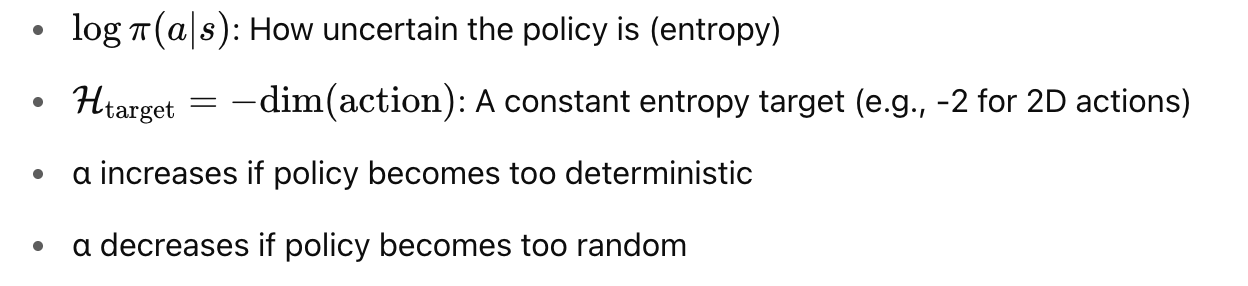 • log π(a|s): How uncertain the policy is (entropy)
• ℋ_target = −dim(action): A constant entropy target (e.g., -2 for 2D actions)
• α increases if policy becomes too deterministic
• α decreases if policy becomes too random